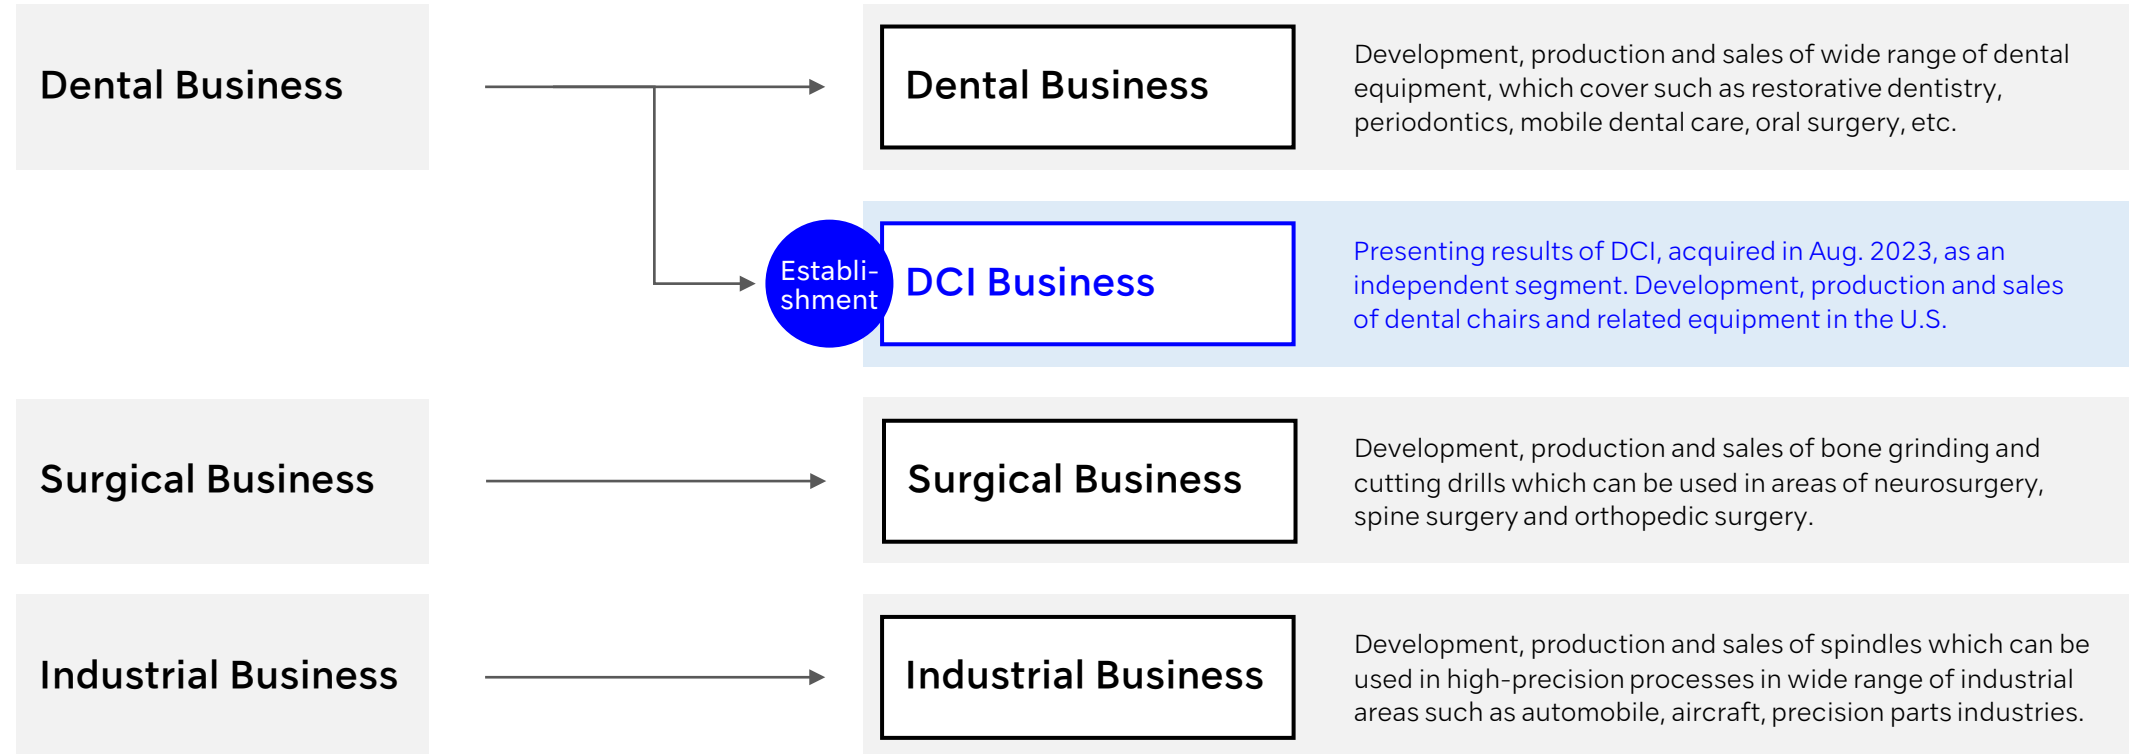 Dental Business
Dental Business
Development, production and sales of wide range of dental
equipment, which cover such as restorative dentistry,
periodontics, mobile dental care, oral surgery, etc.
Establi-
shment
DCI Business
Presenting results of DCI, acquired in Aug. 2023, as an
independent segment. Development, production and sales
of dental chairs and related equipment in the U.S.
Surgical Business
Surgical Business
Development, production and sales of bone grinding and
cutting drills which can be used in areas of neurosurgery,
spine surgery and orthopedic surgery.
Industrial Business
Industrial Business
Development, production and sales of spindles which can be
used in high-precision processes in wide range of industrial
areas such as automobile, aircraft, precision parts industries.